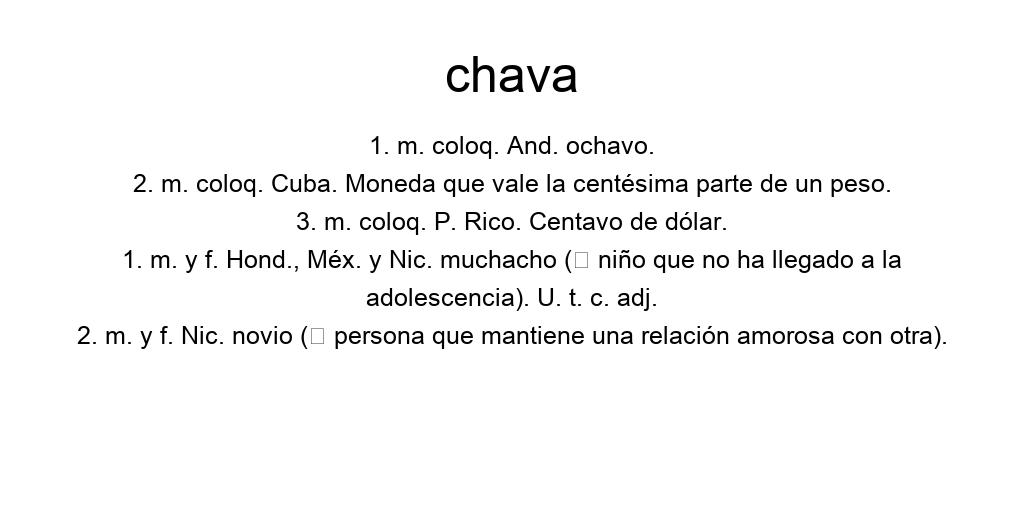 chava
1. m. coloq. And. ochavo.
2. m. coloq. Cuba. Moneda que vale la centésima parte de un peso.
3. m. coloq. P. Rico. Centavo de dólar.
1. m. y f. Hond., Méx. y Nic. muchacho (▯ niño que no ha llegado a la
adolescencia). U. t. c. adj.
2. m. y f. Nic. novio (▯ persona que mantiene una relación amorosa con otra).